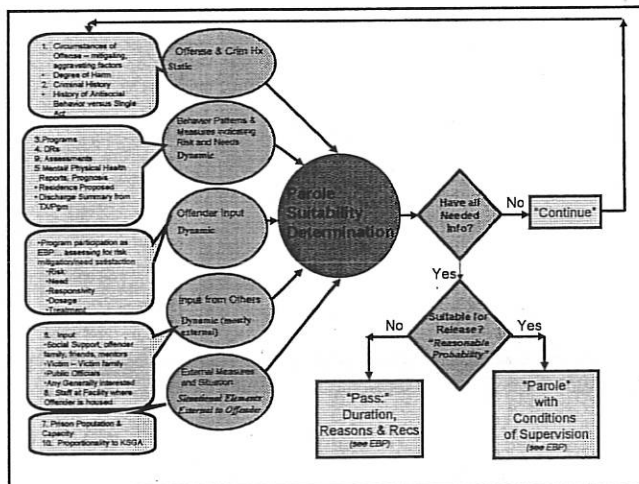 1. Circumstances of
Offense – mitigating,
aggravating factors
• Degree of Harm
2. Criminal History
• History of Antisocial
Behavior versus Single
Act
Offense & Crim Hx
Static
3. Programs
4. DRs
9. Assessments
5. Mental/ Physical Health
Reports, Prognosis
• Residence Proposed
• Discharge Summary from
TX/Pgm
Behavior Patterns &
Measures indicating
Risk and Needs
Dynamic
•Program participation as
EBP... assessing for risk
mitigation/need satisfaction
•Risk
•Need
•Responsivity
•Dosage
•Treatment
Offender Input
Dynamic
6. Input
•Social Support, offender
family, friends, mentors
•Victim – Victim family
•Public Officials
• Any Generally interested
8. Staff at Facility where
Offender is housed
Input from Others
Dynamic (mostly
external)
7. Prison Population &
Capacity
10. Proportionality to KSGA
External Measures
and Situation
Situational Elements
External to Offender
Parole
Suitability
Determination
Have all
Needed
Info?
No
"Continue"
Yes
Suitable for
Release?
"Reasonable
Probability"
No
Yes
"Pass:"
Duration,
Reasons & Recs
(see EBP)
"Parole"
with
Conditions
of Supervision
(see EBP)